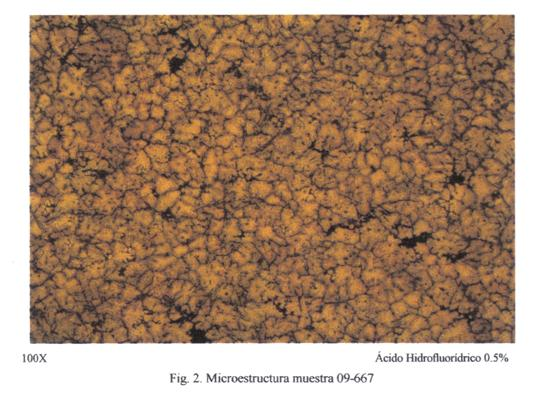 100X
Ácido Hidrofluorídrico 0.5%
Fig. 2. Microestructura muestra 09-667